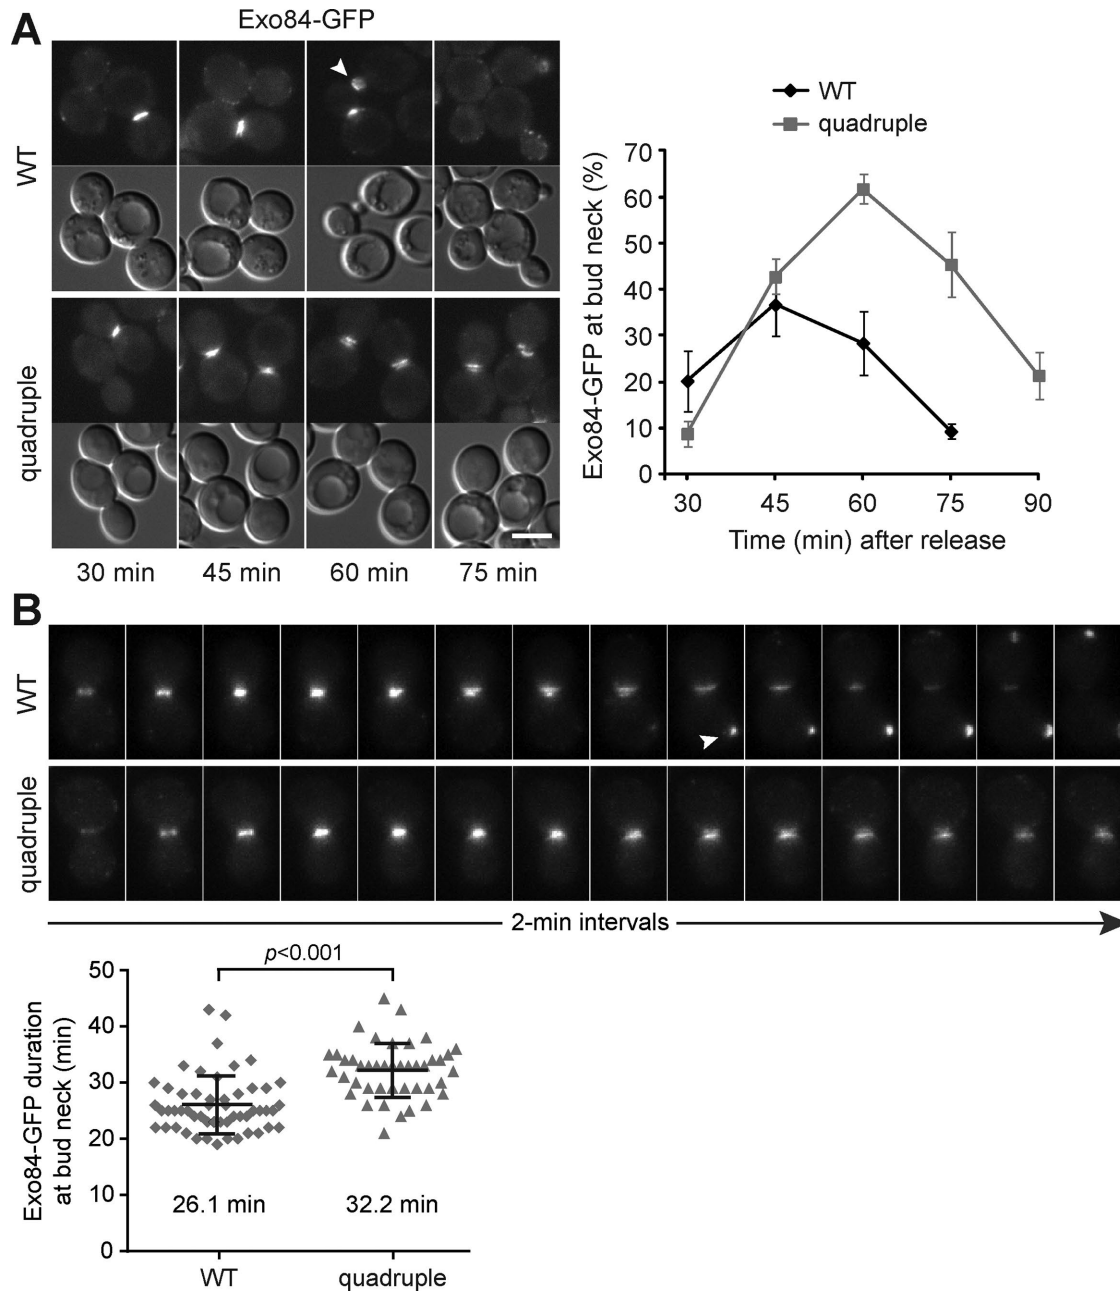 A
Exo84-GFP
WT
quadruple
30 min
45 min
60 min
75 min
WT
quadruple
Exo84-GFP at bud neck (%)
70
60
50
40
30
20
10
0
30
45
60
75
90
Time (min) after release
B
WT
quadruple
2-min intervals
p<0.001
Exo84-GFP duration
at bud neck (min)
50
40
30
20
10
0
26.1 min
32.2 min
WT
quadruple